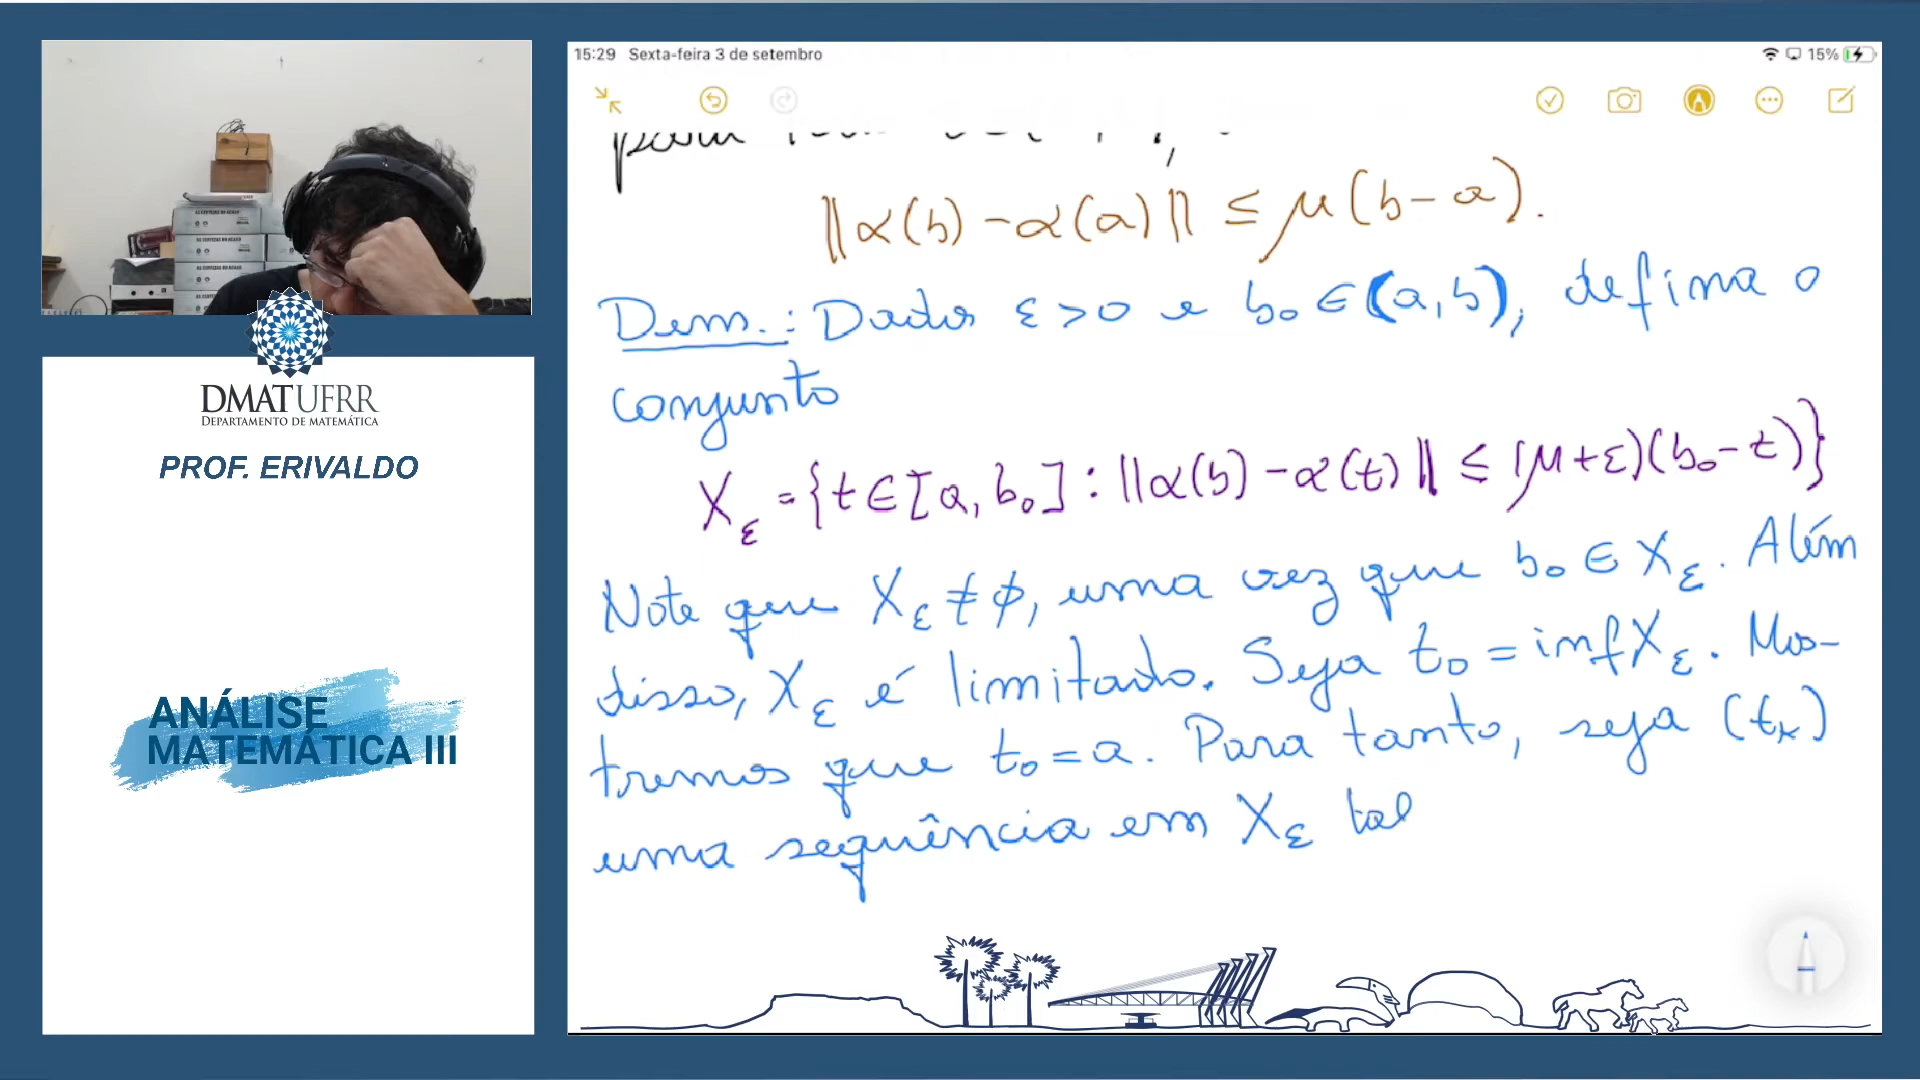 15:29 Sexta-feira 3 de setembro
15%
para
‖α(b) - α(a)‖ ≤ μ(b - a).
Dem.: Dados ε > 0 e b₀ ∈ (a, b), defina o
conjunto
X_ε = {t ∈ [a, b₀] : ‖α(b) - α(t)‖ ≤ (μ + ε)(b₀ - t)}
Note que X_ε ≠ ∅, uma vez que b₀ ∈ X_ε. Além
disso, X_ε é limitado. Seja t₀ = inf X_ε. Mos-
tremos que t₀ = a. Para tanto, seja (t_k)
uma sequência em X_ε tal
DMATUFRR
DEPARTAMENTO DE MATEMÁTICA
PROF. ERIVALDO
ANÁLISE
MATEMÁTICA III